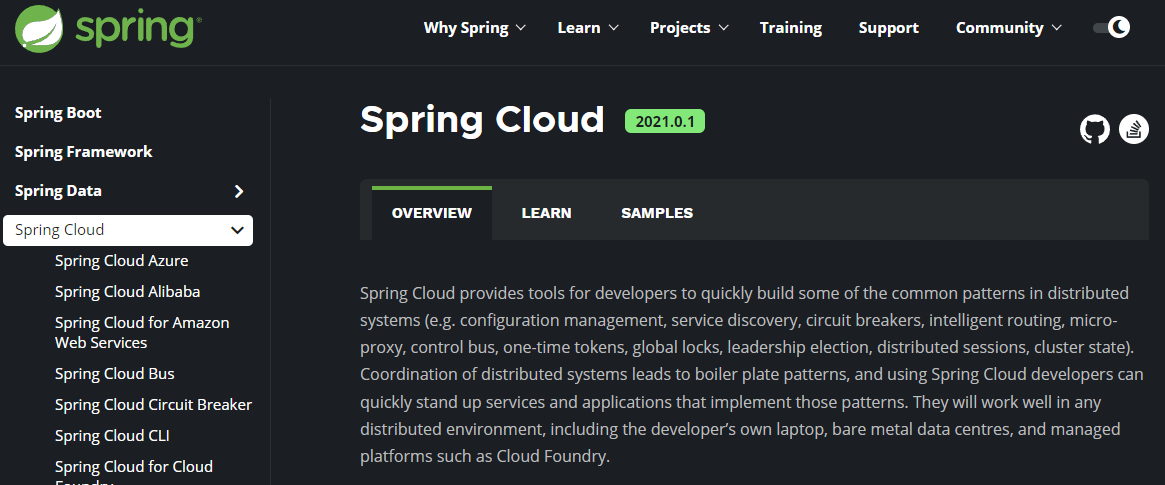 spring
Why Spring
Learn
Projects
Training
Support
Community
Spring Boot
Spring Framework
Spring Data
Spring Cloud
Spring Cloud Azure
Spring Cloud Alibaba
Spring Cloud for Amazon
Web Services
Spring Cloud Bus
Spring Cloud Circuit Breaker
Spring Cloud CLI
Spring Cloud for Cloud
Foundry
Spring Cloud 2021.0.1
OVERVIEW
LEARN
SAMPLES
Spring Cloud provides tools for developers to quickly build some of the common patterns in distributed
systems (e.g. configuration management, service discovery, circuit breakers, intelligent routing, micro-
proxy, control bus, one-time tokens, global locks, leadership election, distributed sessions, cluster state).
Coordination of distributed systems leads to boiler plate patterns, and using Spring Cloud developers can
quickly stand up services and applications that implement those patterns. They will work well in any
distributed environment, including the developer’s own laptop, bare metal data centres, and managed
platforms such as Cloud Foundry.